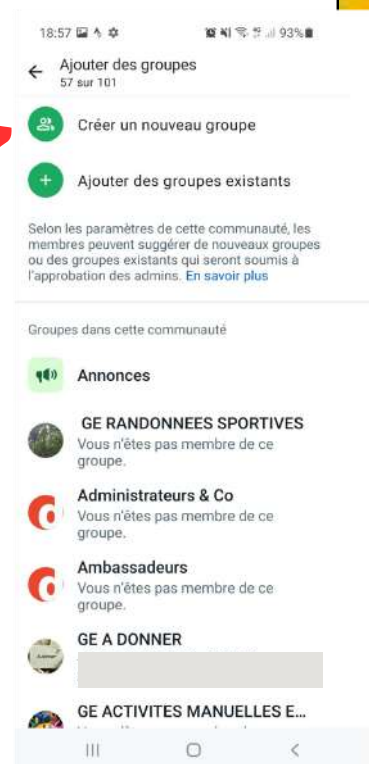 18:57 93%
Ajouter des groupes
57 sur 101
Créer un nouveau groupe
Ajouter des groupes existants
Selon les paramètres de cette communauté, les
membres peuvent suggérer de nouveaux groupes
ou des groupes existants qui seront soumis à
l'approbation des admins. En savoir plus
Groupes dans cette communauté
Annonces
GE RANDONNEES SPORTIVES
Vous n'êtes pas membre de ce
groupe.
Administrateurs & Co
Vous n'êtes pas membre de ce
groupe.
Ambassadeurs
Vous n'êtes pas membre de ce
groupe.
GE A DONNER
GE ACTIVITES MANUELLES E...